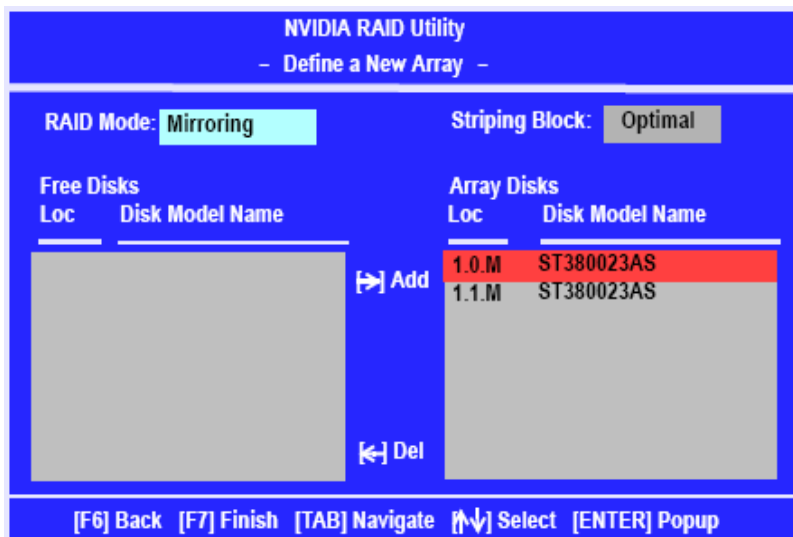 NVIDIA RAID Utility
– Define a New Array –
RAID Mode: Mirroring
Striping Block: Optimal
Free Disks
Loc Disk Model Name
Array Disks
Loc Disk Model Name
[→] Add
[←] Del
1.0.M ST380023AS
1.1.M ST380023AS
[F6] Back [F7] Finish [TAB] Navigate [↑↓] Select [ENTER] Popup